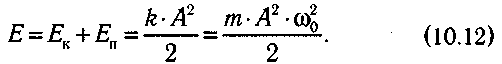 E = Eк + Eп = k · A² / 2 = m · A² · ω₀² / 2. (10.12)